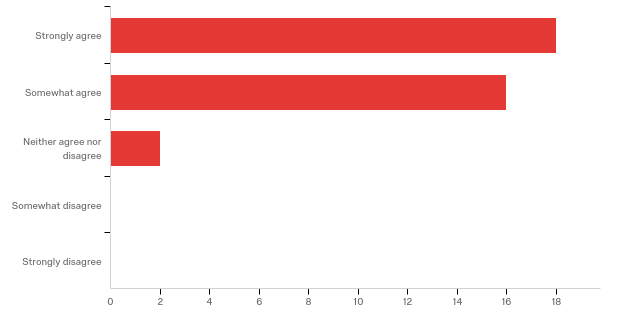 Strongly agree
Somewhat agree
Neither agree nor
disagree
Somewhat disagree
Strongly disagree
0 2 4 6 8 10 12 14 16 18